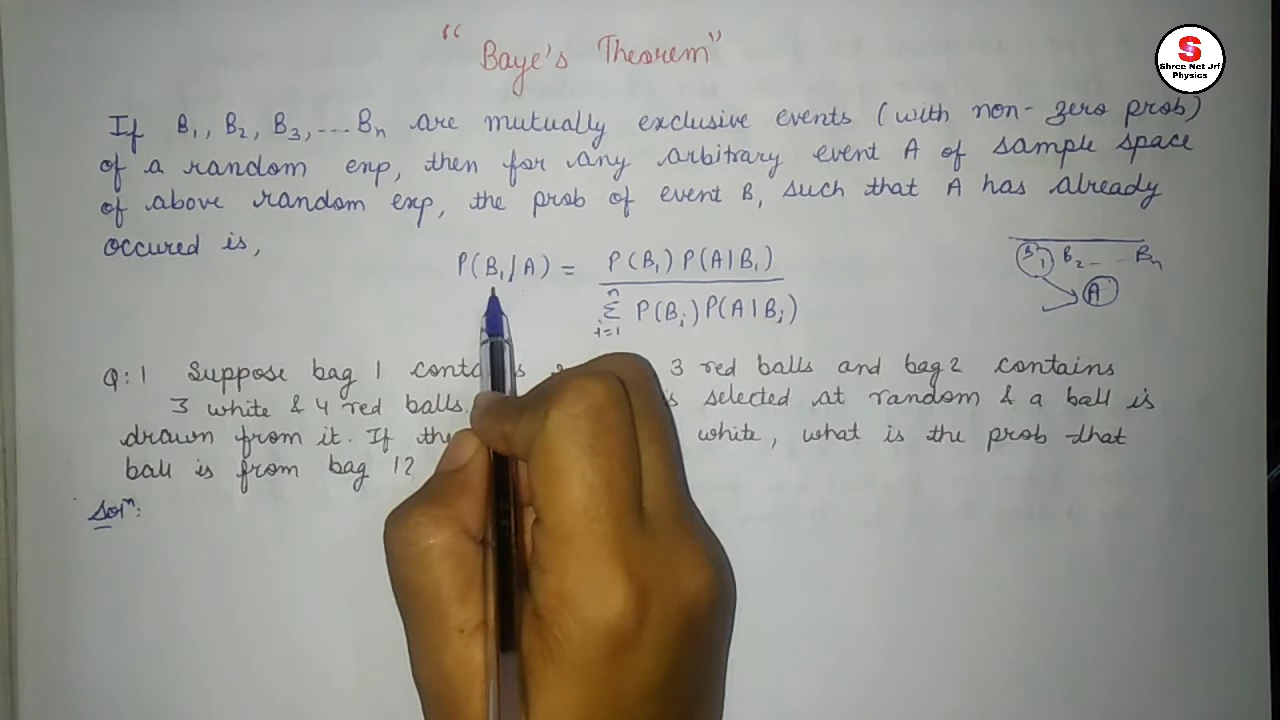 "Baye's Theorem"
S
Shree Net Jrf
Physics
If B₁, B₂, B₃, ... Bn are mutually exclusive events (with non-zero prob)
of a random exp, then for any arbitrary event A of sample space
of above random exp, the prob of event B, such that A has already
occured is,
P(B₁/A) = P(B₁) P(A|B₁)
n
Σ P(Bi) P(A|Bi)
i=1
B₁ B₂ - - Bn
A
Q:1 Suppose bag 1 3 red balls and bag 2 contains
3 white & 4 red balls. is selected at random & a ball is
drawn from it. If the white, what is the prob that
ball is from bag 1?
Solⁿ: